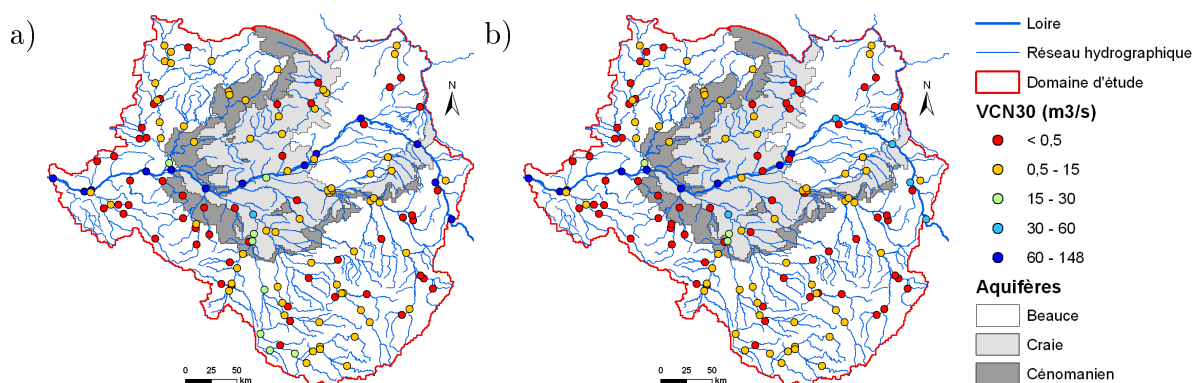 a)
N
0 25 50
km
b)
N
0 25 50
km
Loire
Réseau hydrographique
Domaine d'étude
VCN30 (m3/s)
< 0,5
0,5 - 15
15 - 30
30 - 60
60 - 148
Aquifères
Beauce
Craie
Cénomanien